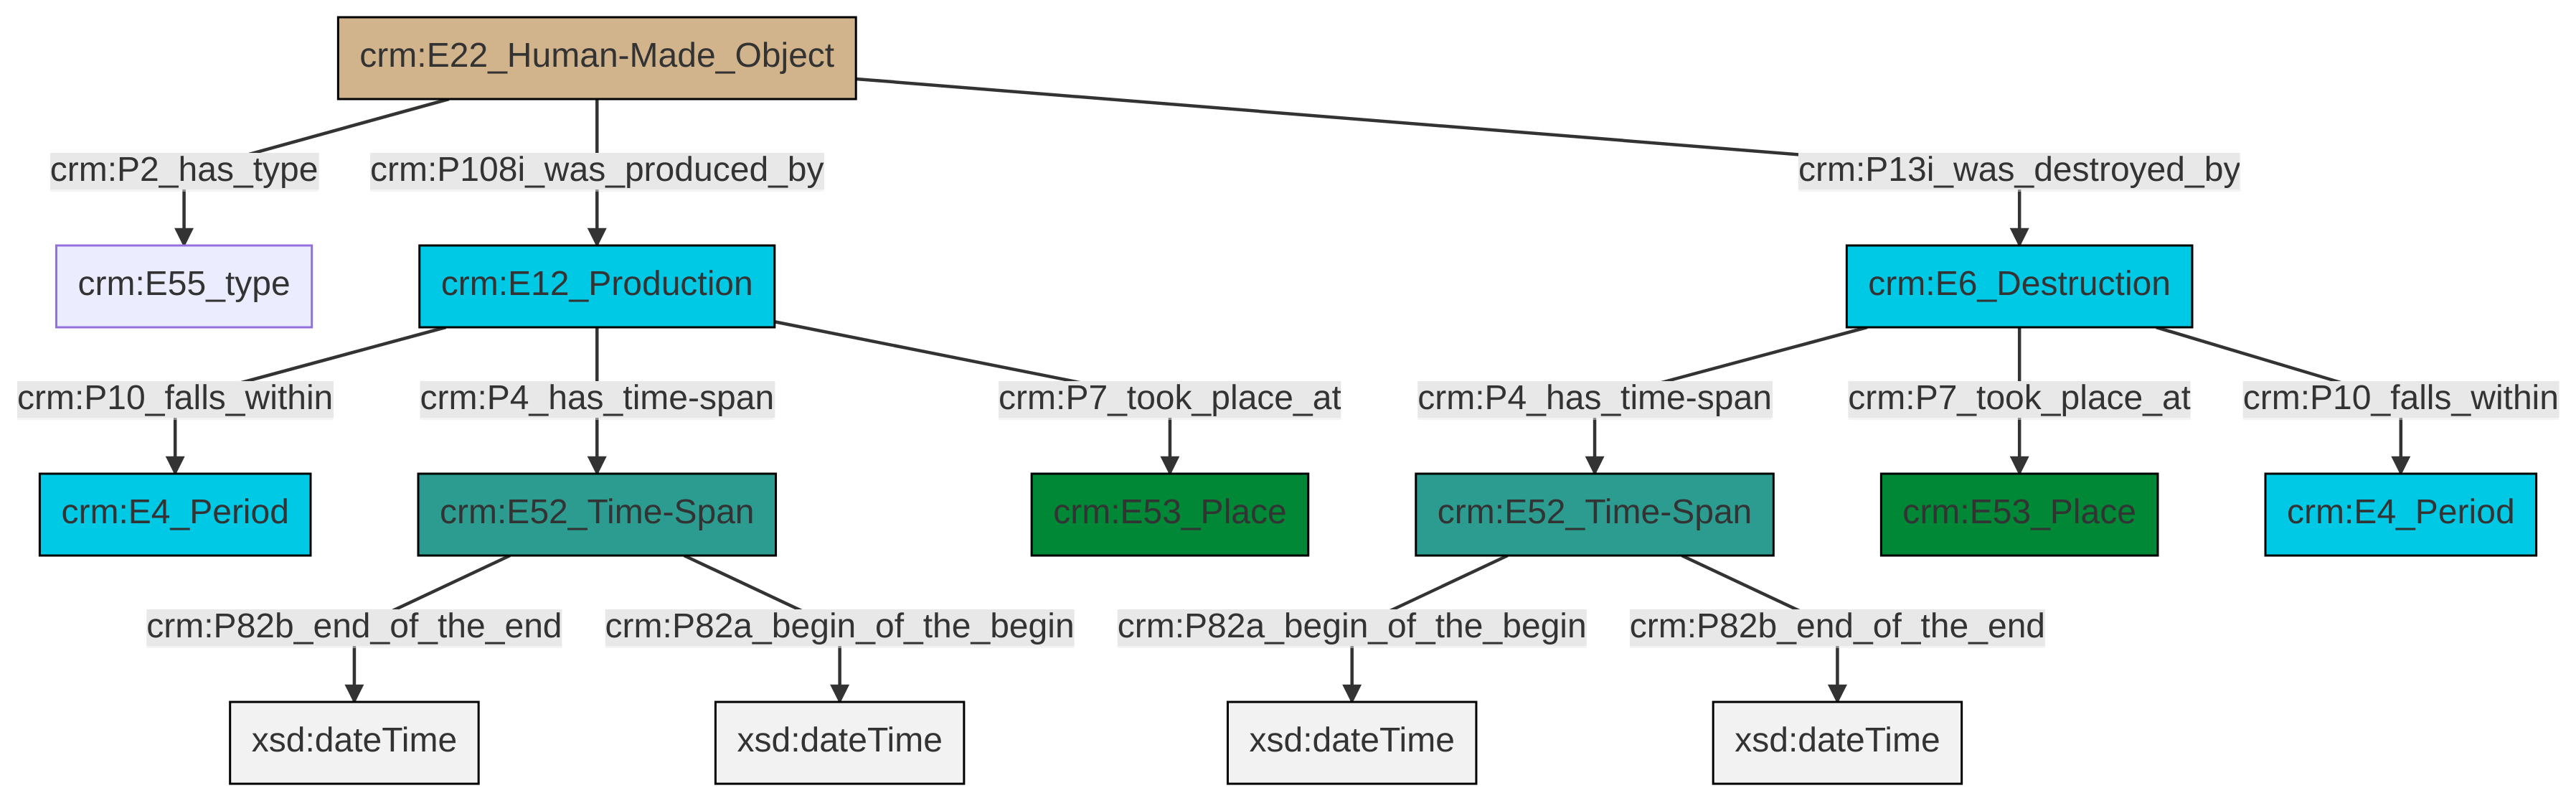 crm:E22_Human-Made_Object
crm:P2_has_type
crm:P108i_was_produced_by
crm:P13i_was_destroyed_by
crm:E55_type
crm:E12_Production
crm:E6_Destruction
crm:P10_falls_within
crm:P4_has_time-span
crm:P7_took_place_at
crm:P4_has_time-span
crm:P7_took_place_at
crm:P10_falls_within
crm:E4_Period
crm:E52_Time-Span
crm:E53_Place
crm:E52_Time-Span
crm:E53_Place
crm:E4_Period
crm:P82b_end_of_the_end
crm:P82a_begin_of_the_begin
crm:P82a_begin_of_the_begin
crm:P82b_end_of_the_end
xsd:dateTime
xsd:dateTime
xsd:dateTime
xsd:dateTime